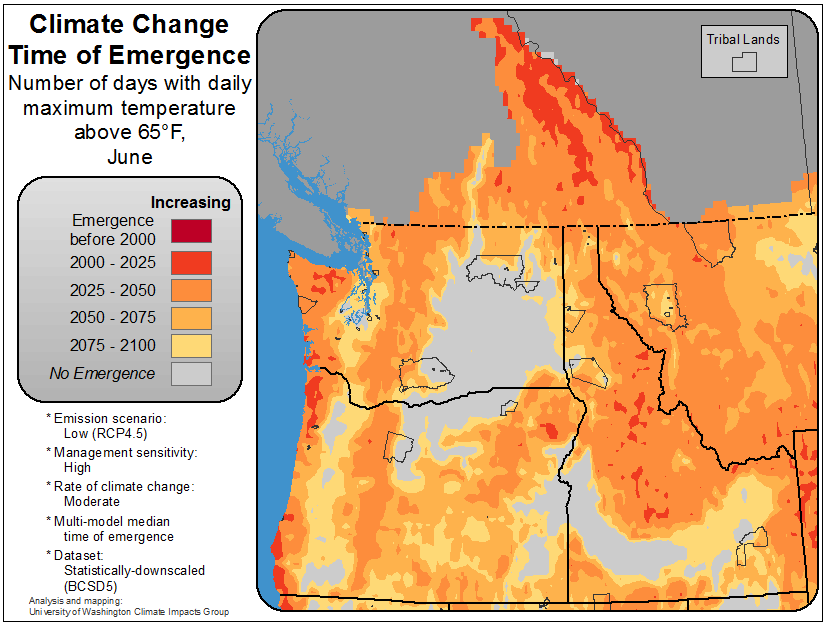 Climate Change
Time of Emergence
Number of days with daily
maximum temperature
above 65°F,
June
Increasing
Emergence
before 2000
2000 - 2025
2025 - 2050
2050 - 2075
2075 - 2100
No Emergence
* Emission scenario:
Low (RCP4.5)
* Management sensitivity:
High
* Rate of climate change:
Moderate
* Multi-model median
time of emergence
* Dataset:
Statistically-downscaled
(BCSD5)
Analysis and mapping:
University of Washington Climate Impacts Group
Tribal Lands